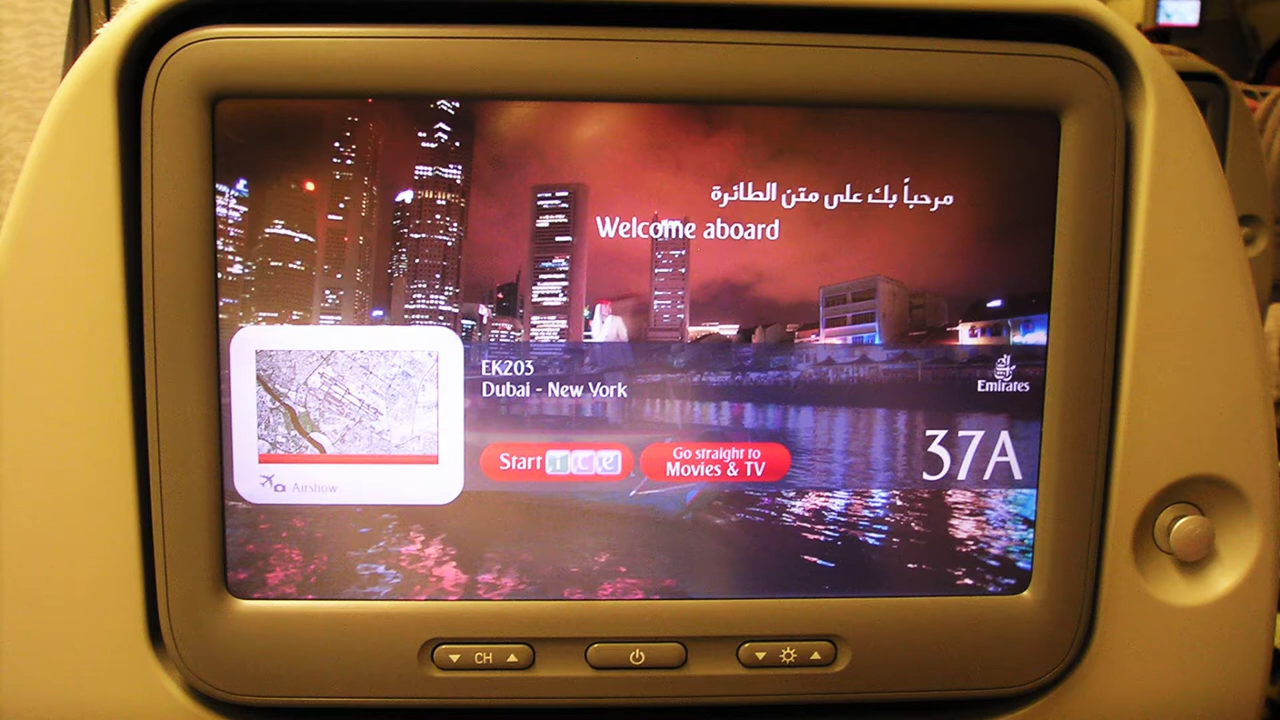 مرحباً بك على متن الطائرة
Welcome aboard
EK203
Dubai - New York
Emirates
Start ice
Go straight to
Movies & TV
37A
Airshow
CH